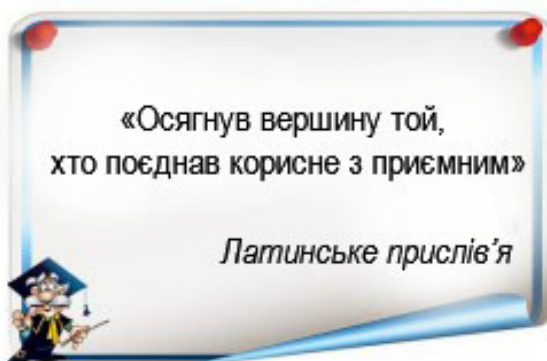 «Осягнув вершину той,
хто поєднав корисне з приємним»
Латинське прислів’я